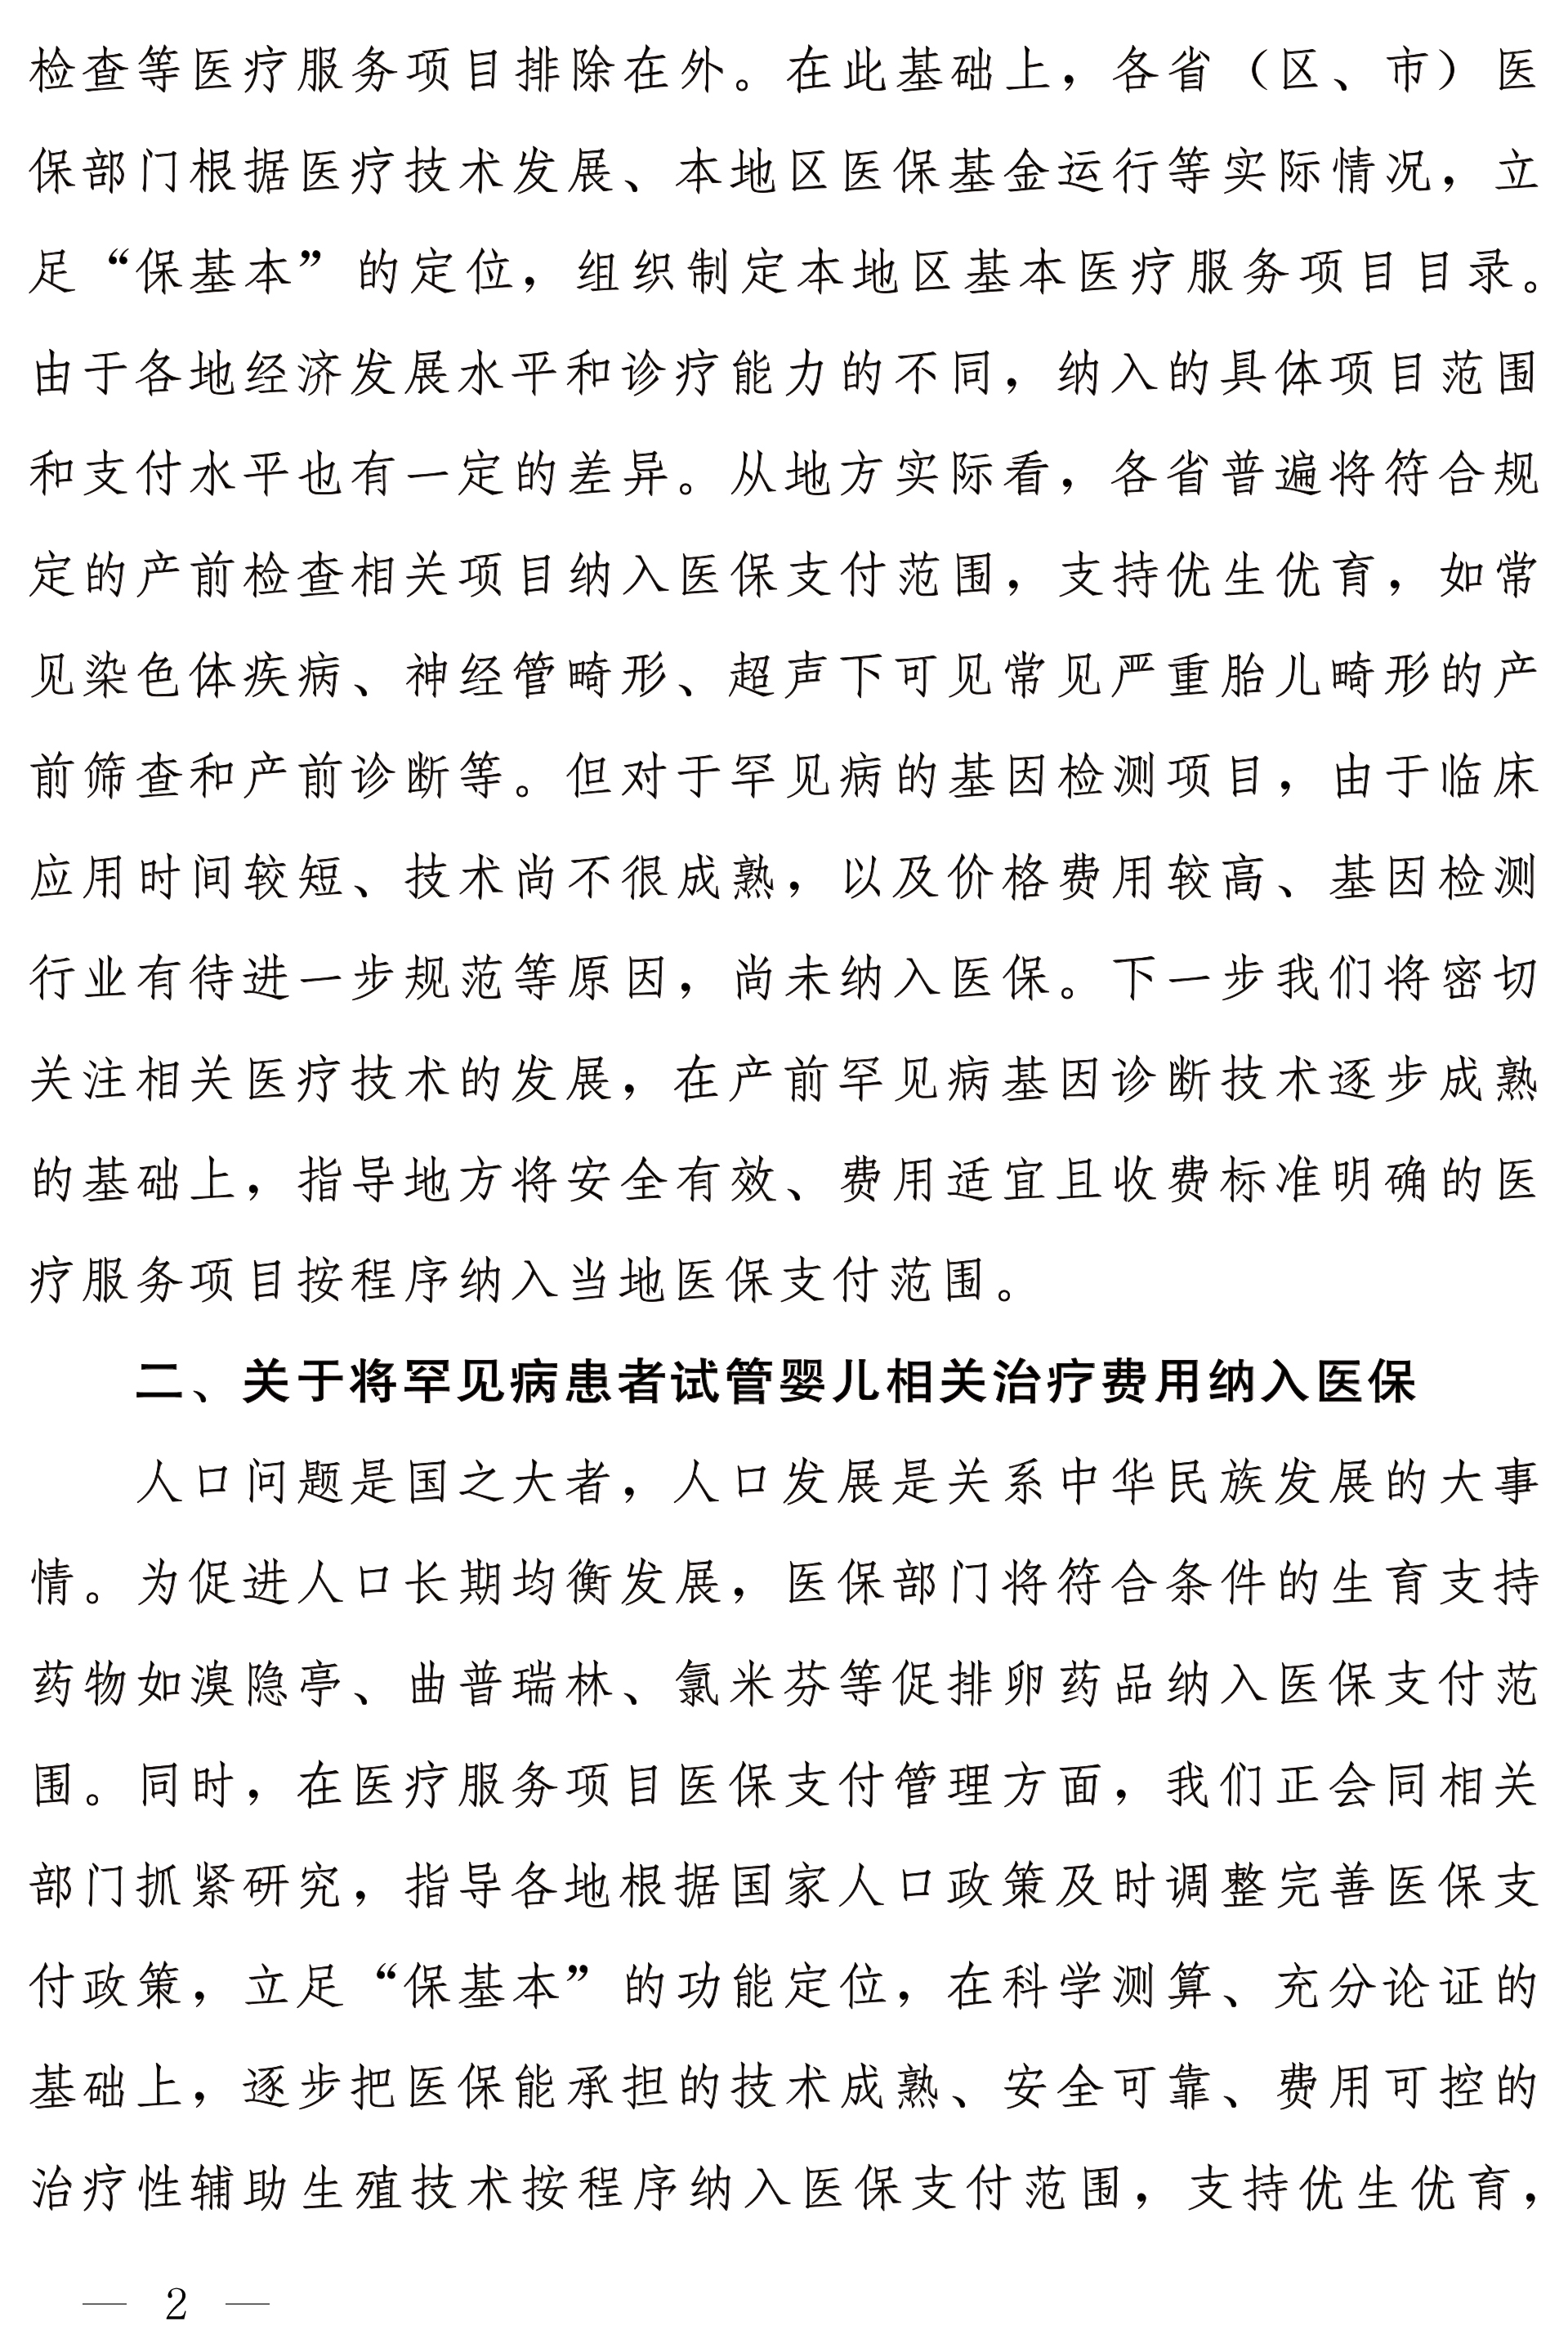 检查等医疗服务项目排除在外。在此基础上，各省（区、市）医
保部门根据医疗技术发展、本地区医保基金运行等实际情况，立
足“保基本”的定位，组织制定本地区基本医疗服务项目目录。
由于各地经济发展水平和诊疗能力的不同，纳入的具体项目范围
和支付水平也有一定的差异。从地方实际看，各省普遍将符合规
定的产前检查相关项目纳入医保支付范围，支持优生优育，如常
见染色体疾病、神经管畸形、超声下可见常见严重胎儿畸形的产
前筛查和产前诊断等。但对于罕见病的基因检测项目，由于临床
应用时间较短、技术尚不很成熟，以及价格费用较高、基因检测
行业有待进一步规范等原因，尚未纳入医保。下一步我们将密切
关注相关医疗技术的发展，在产前罕见病基因诊断技术逐步成熟
的基础上，指导地方将安全有效、费用适宜且收费标准明确的医
疗服务项目按程序纳入当地医保支付范围。
二、关于将罕见病患者试管婴儿相关治疗费用纳入医保
人口问题是国之大者，人口发展是关系中华民族发展的大事
情。为促进人口长期均衡发展，医保部门将符合条件的生育支持
药物如溴隐亭、曲普瑞林、氯米芬等促排卵药品纳入医保支付范
围。同时，在医疗服务项目医保支付管理方面，我们正会同相关
部门抓紧研究，指导各地根据国家人口政策及时调整完善医保支
付政策，立足“保基本”的功能定位，在科学测算、充分论证的
基础上，逐步把医保能承担的技术成熟、安全可靠、费用可控的
治疗性辅助生殖技术按程序纳入医保支付范围，支持优生优育，
— 2 —